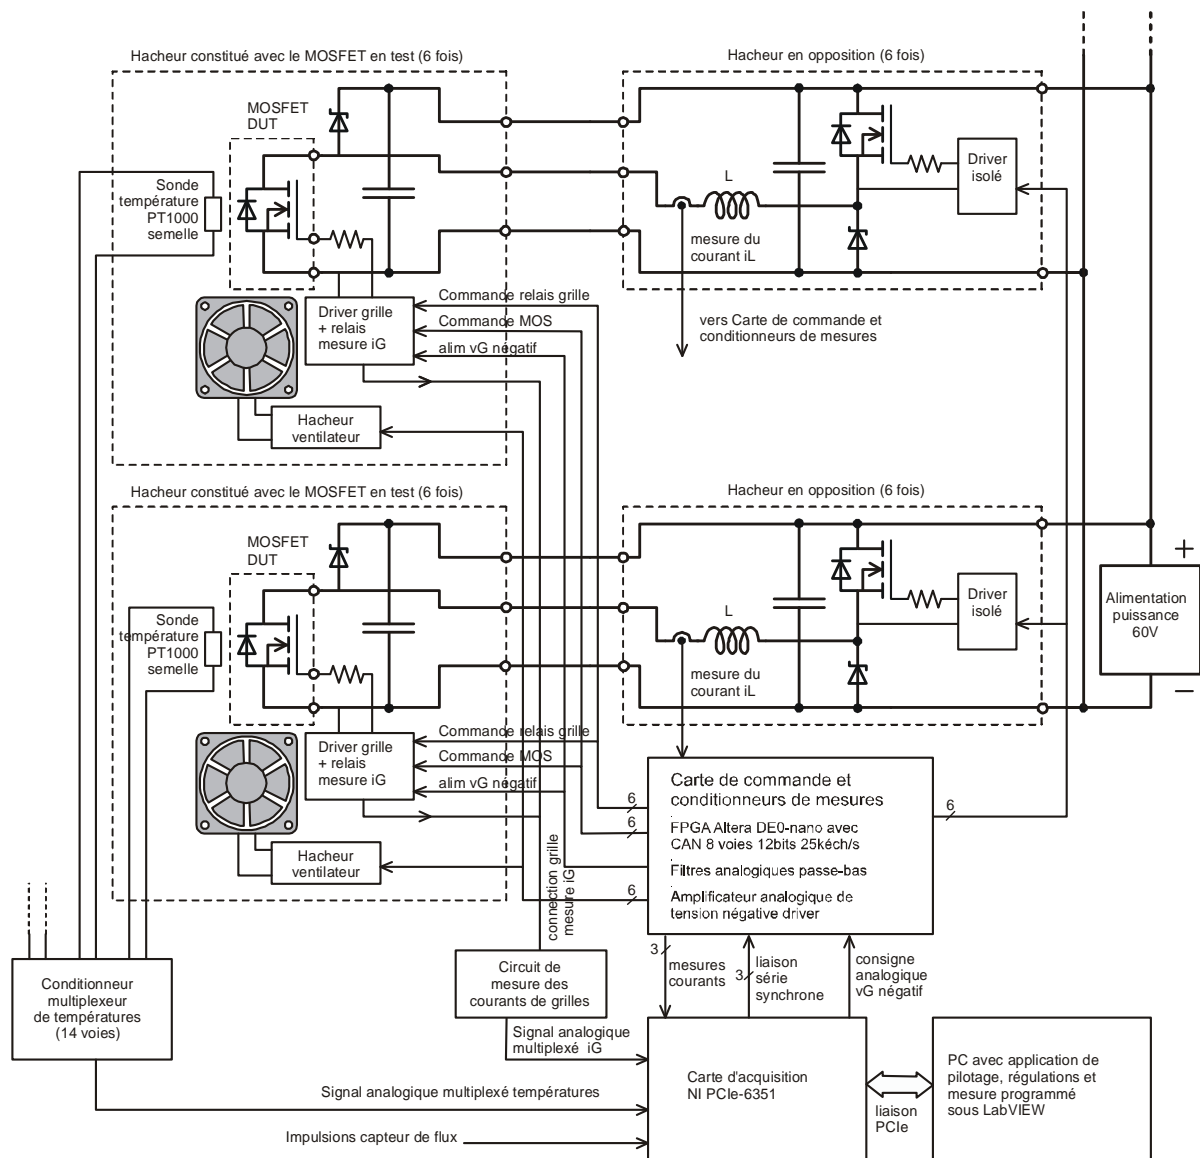 Hacheur constitué avec le MOSFET en test (6 fois)
Hacheur en opposition (6 fois)
MOSFET
DUT
Sonde
température
PT1000
semelle
L
mesure du
courant iL
Driver
isolé
Driver grille
+ relais
mesure iG
Commande relais grille
Commande MOS
alim vG négatif
vers Carte de commande et
conditionneurs de mesures
Hacheur
ventilateur
Hacheur constitué avec le MOSFET en test (6 fois)
Hacheur en opposition (6 fois)
MOSFET
DUT
Sonde
température
PT1000
semelle
L
mesure du
courant iL
Driver
isolé
+
Alimentation
puissance
60V
—
Driver grille
+ relais
mesure iG
Commande relais grille
Commande MOS
alim vG négatif
Hacheur
ventilateur
connection grille
mesure iG
6
6
6
6
Carte de commande et
conditionneurs de mesures
FPGA Altera DE0-nano avec
CAN 8 voies 12bits 25kéch/s
Filtres analogiques passe-bas
Amplificateur analogique de
tension négative driver
3
mesures
courants
3
liaison
série
synchrone
consigne
analogique
vG négatif
Conditionneur
multiplexeur
de températures
(14 voies)
Circuit de
mesure des
courants de grilles
Signal analogique
multiplexé iG
Signal analogique multiplexé températures
Impulsions capteur de flux
Carte d'acquisition
NI PCIe-6351
liaison
PCIe
PC avec application de
pilotage, régulations et
mesure programmé
sous LabVIEW